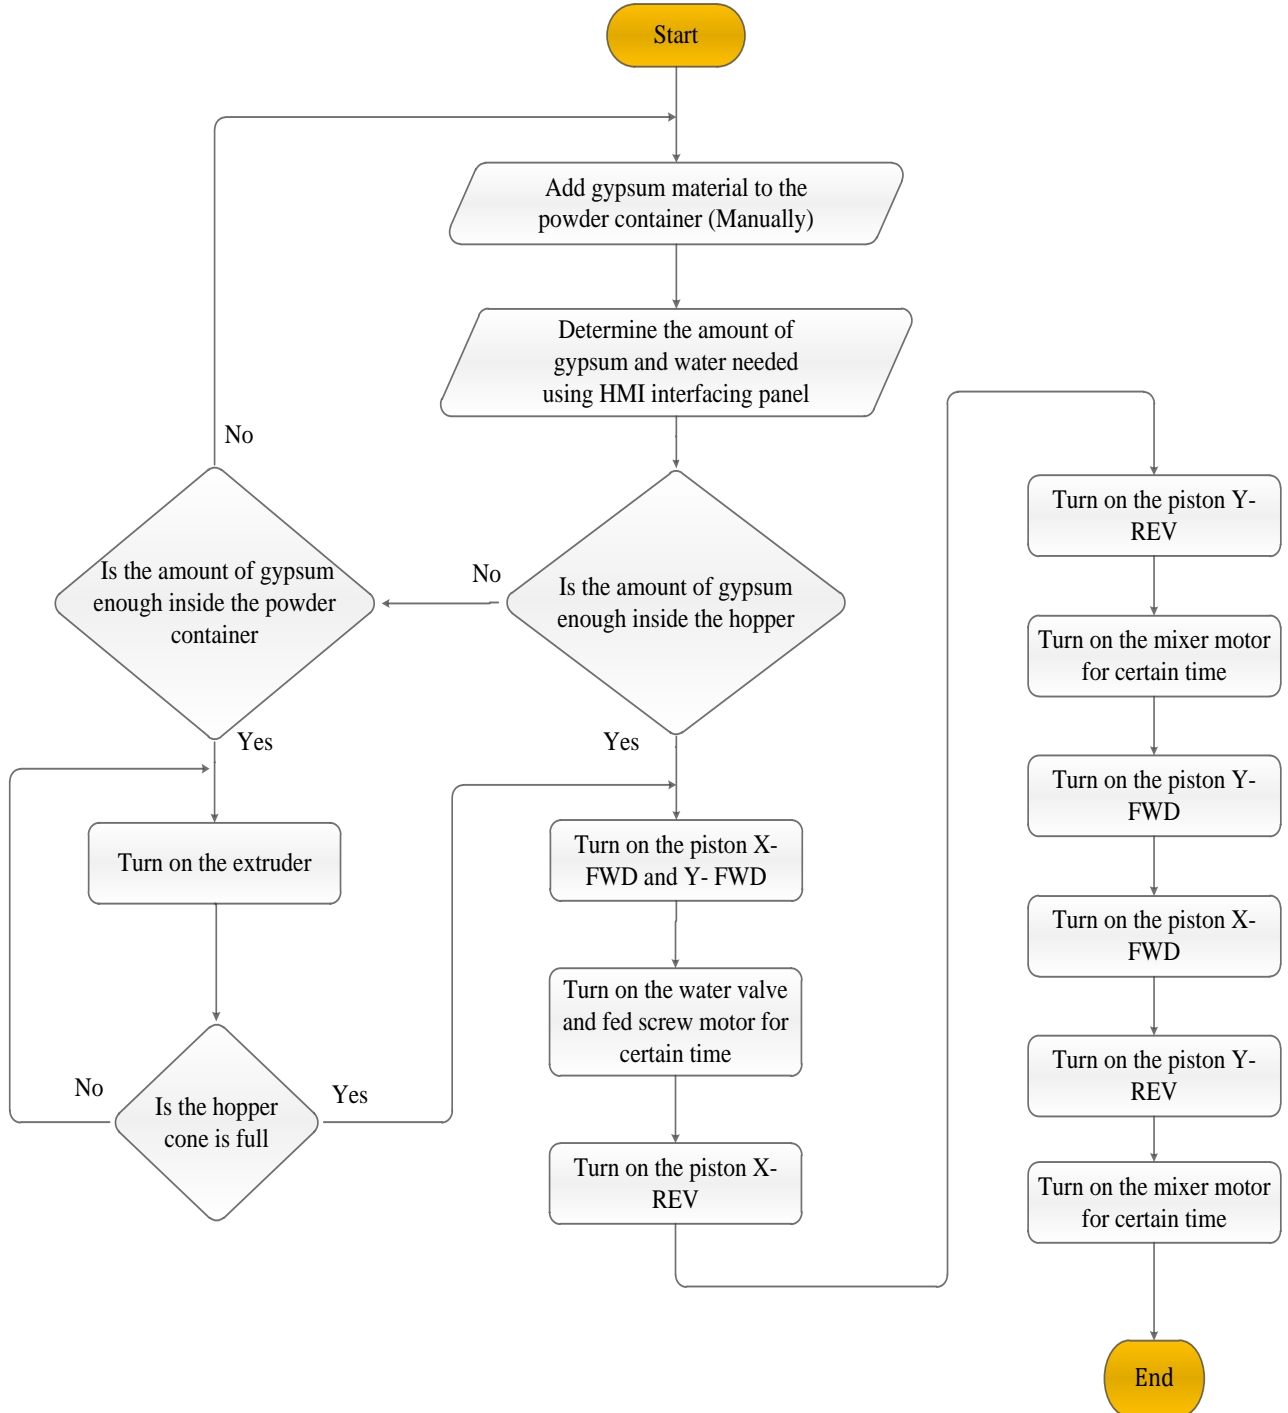 Start
Add gypsum material to the
powder container (Manually)
Determine the amount of
gypsum and water needed
using HMI interfacing panel
No
Is the amount of gypsum
enough inside the powder
container
No
Is the amount of gypsum
enough inside the hopper
Yes
Yes
Turn on the extruder
No
Is the hopper
cone is full
Yes
Turn on the piston X-
FWD and Y- FWD
Turn on the water valve
and fed screw motor for
certain time
Turn on the piston X-
REV
Turn on the piston Y-
REV
Turn on the mixer motor
for certain time
Turn on the piston Y-
FWD
Turn on the piston X-
FWD
Turn on the piston Y-
REV
Turn on the mixer motor
for certain time
End